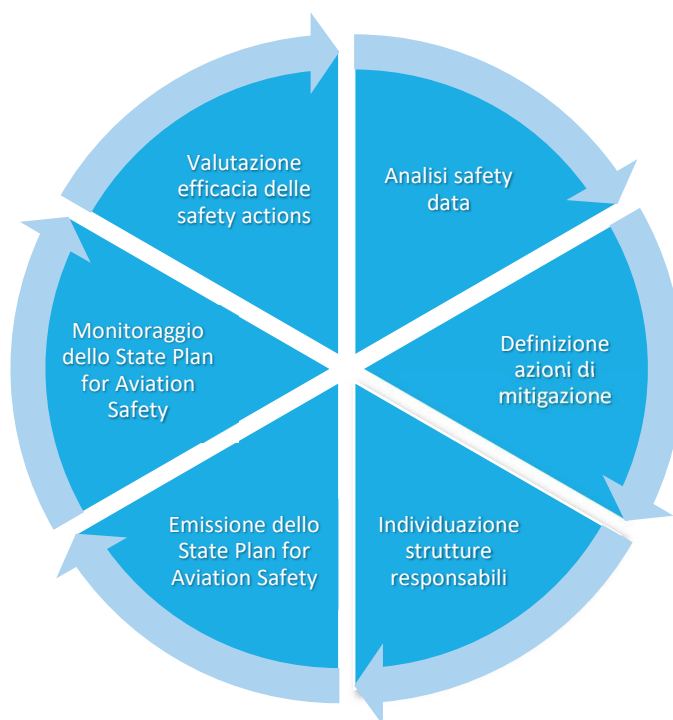 Analisi safety
data
Definizione
azioni di
mitigazione
Individuazione
strutture
responsabili
Emissione dello
State Plan for
Aviation Safety
Monitoraggio
dello State Plan
for Aviation
Safety
Valutazione
efficacia delle
safety actions